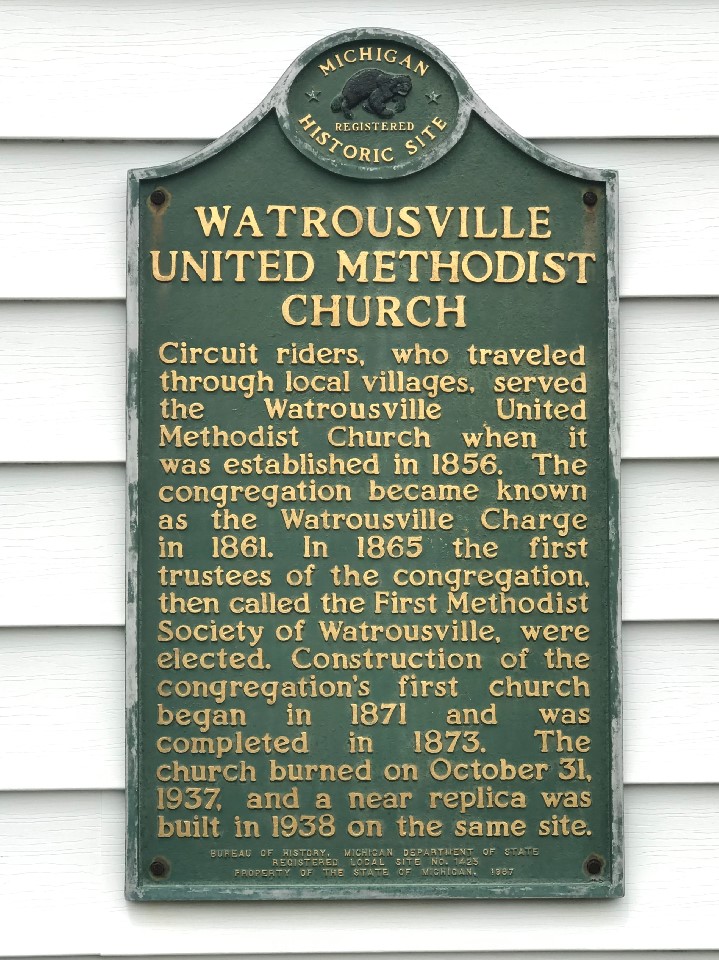 MICHIGAN
REGISTERED
HISTORIC SITE
WATROUSVILLE
UNITED METHODIST
CHURCH
Circuit riders, who traveled
through local villages, served
the Watrousville United
Methodist Church when it
was established in 1856. The
congregation became known
as the Watrousville Charge
in 1861. In 1865 the first
trustees of the congregation,
then called the First Methodist
Society of Watrousville, were
elected. Construction of the
congregation's first church
began in 1871 and was
completed in 1873. The
church burned on October 31,
1937, and a near replica was
built in 1938 on the same site.
BUREAU OF HISTORY, MICHIGAN DEPARTMENT OF STATE
REGISTERED LOCAL SITE NO. 1423
PROPERTY OF THE STATE OF MICHIGAN, 1987